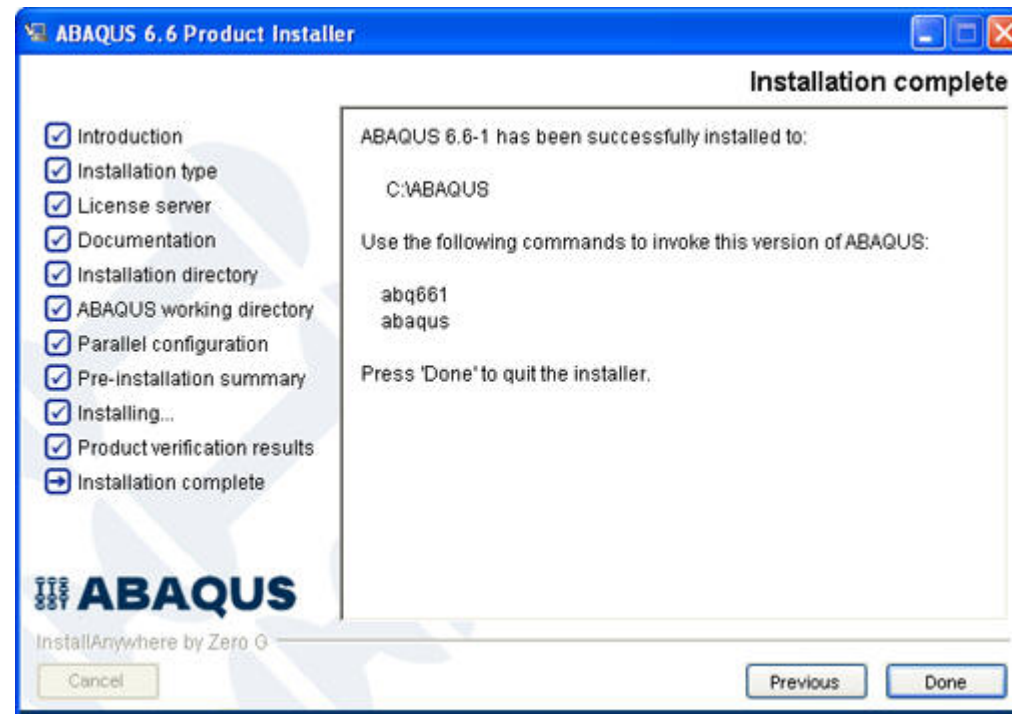 ABAQUS 6.6 Product Installer
Installation complete
Introduction
Installation type
License server
Documentation
Installation directory
ABAQUS working directory
Parallel configuration
Pre-installation summary
Installing...
Product verification results
Installation complete
ABAQUS 6.6-1 has been successfully installed to:
C:\ABAQUS
Use the following commands to invoke this version of ABAQUS:
abq661
abaqus
Press 'Done' to quit the installer.
ABAQUS
InstallAnywhere by Zero G
Cancel
Previous
Done